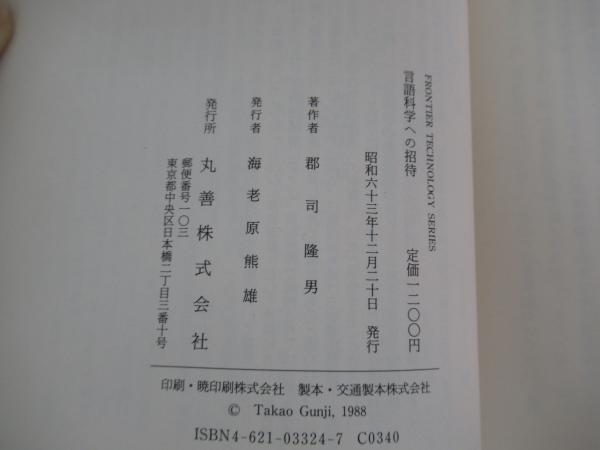 FRONTIER TECHNOLOGY SERIES
言語科学への招待 定価一二〇〇円
昭和六十三年十二月二十日 発行
著作者 郡司隆男
発行者 海老原熊雄
発行所 丸善株式会社
郵便番号一〇三
東京都中央区日本橋二丁目三番十号
印刷・暁印刷株式会社 製本・交通製本株式会社
© Takao Gunji, 1988
ISBN4-621-03324-7 C0340